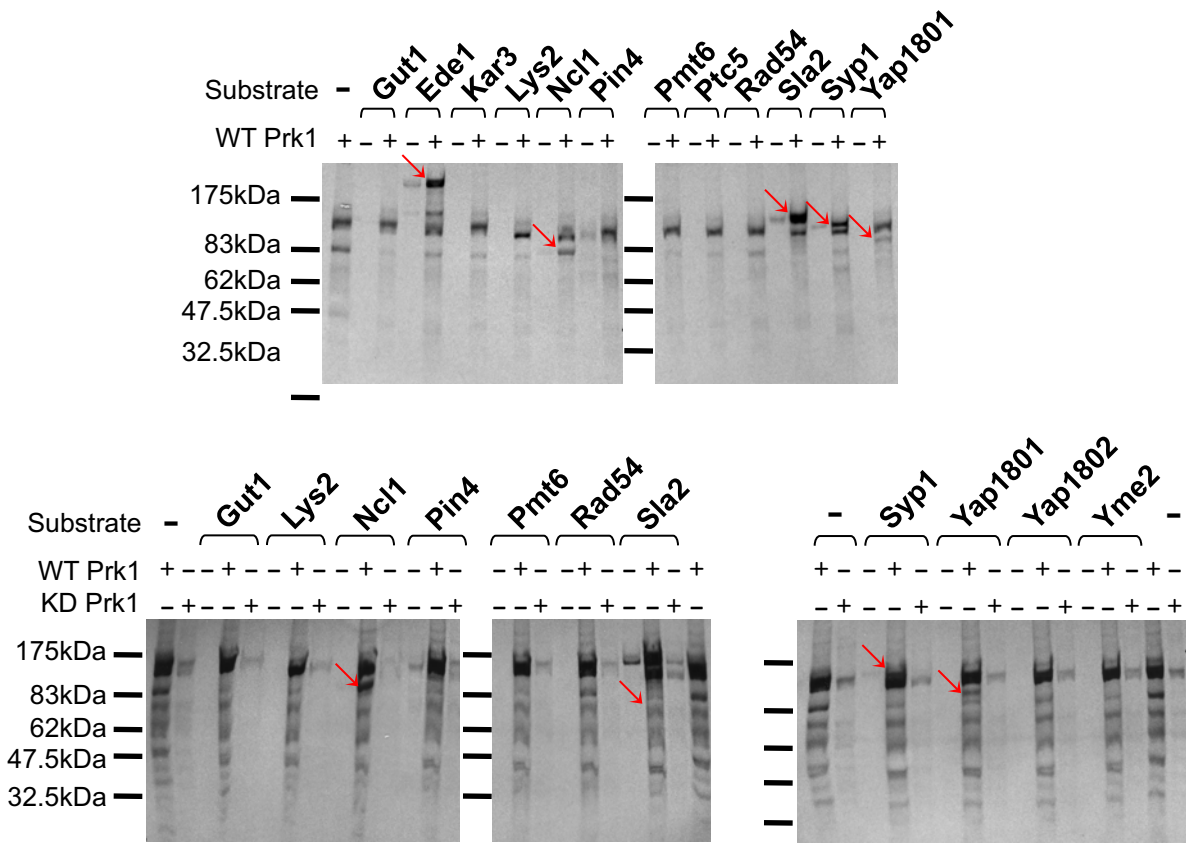 Substrate - Gut1 Ede1 Kar3 Lys2 Ncl1 Pin4 Pmt6 Ptc5 Rad54 Sla2 Syp1 Yap1801
WT Prk1 + - + - + - + - + - + - + - + - + - + - + - + - +
175kDa
83kDa
62kDa
47.5kDa
32.5kDa
Substrate - Gut1 Lys2 Ncl1 Pin4 Pmt6 Rad54 Sla2 - Syp1 Yap1801 Yap1802 Yme2 -
WT Prk1 + - - + - - + - - + - - + - - + - - + - - + - + + - - + - - + - - + - - + - + -
KD Prk1 - + - - + - - + - - + - - + - - + - - + - - + - - + - - + - - + - - + - - + - +
175kDa
83kDa
62kDa
47.5kDa
32.5kDa